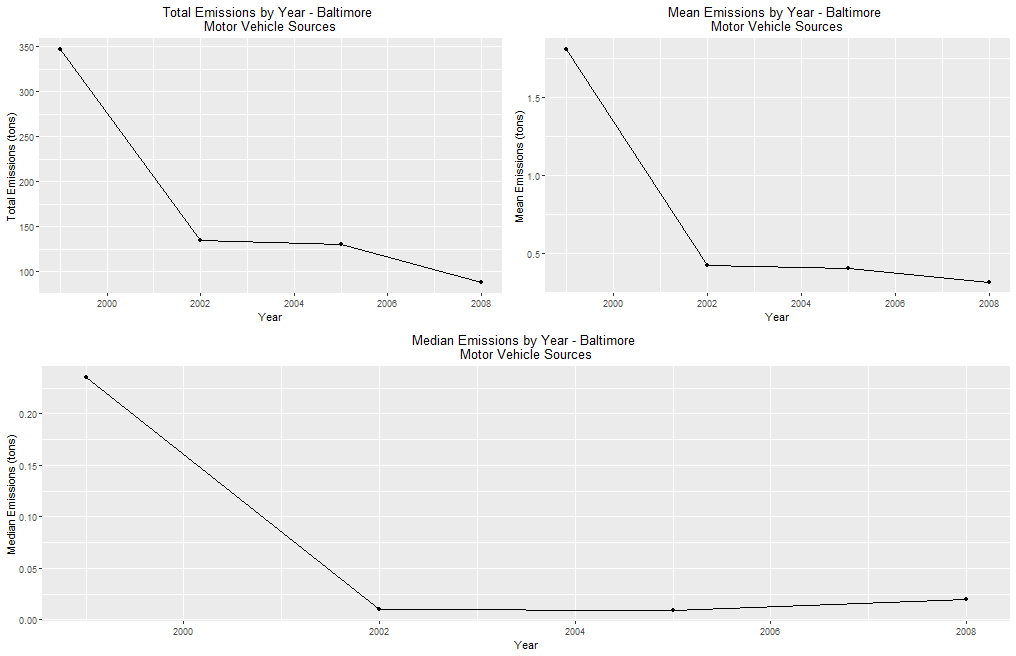 Total Emissions by Year - Baltimore
Motor Vehicle Sources
Total Emissions (tons)
350
300
250
200
150
100
2000
2002
2004
2006
2008
Year
Mean Emissions by Year - Baltimore
Motor Vehicle Sources
Mean Emissions (tons)
1.5
1.0
0.5
2000
2002
2004
2006
2008
Year
Median Emissions by Year - Baltimore
Motor Vehicle Sources
Median Emissions (tons)
0.20
0.15
0.10
0.05
0.00
2000
2002
2004
2006
2008
Year